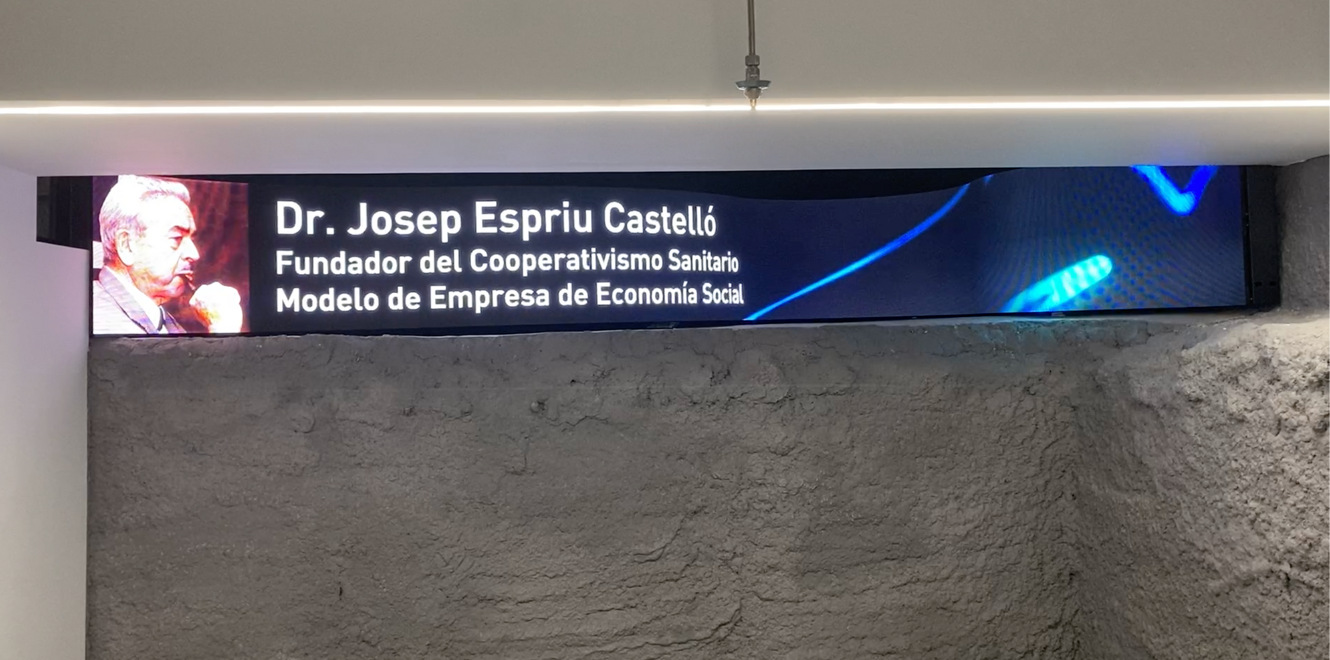 Dr. Josep Espriu Castelló
Fundador del Cooperativismo Sanitario
Modelo de Empresa de Economía Social